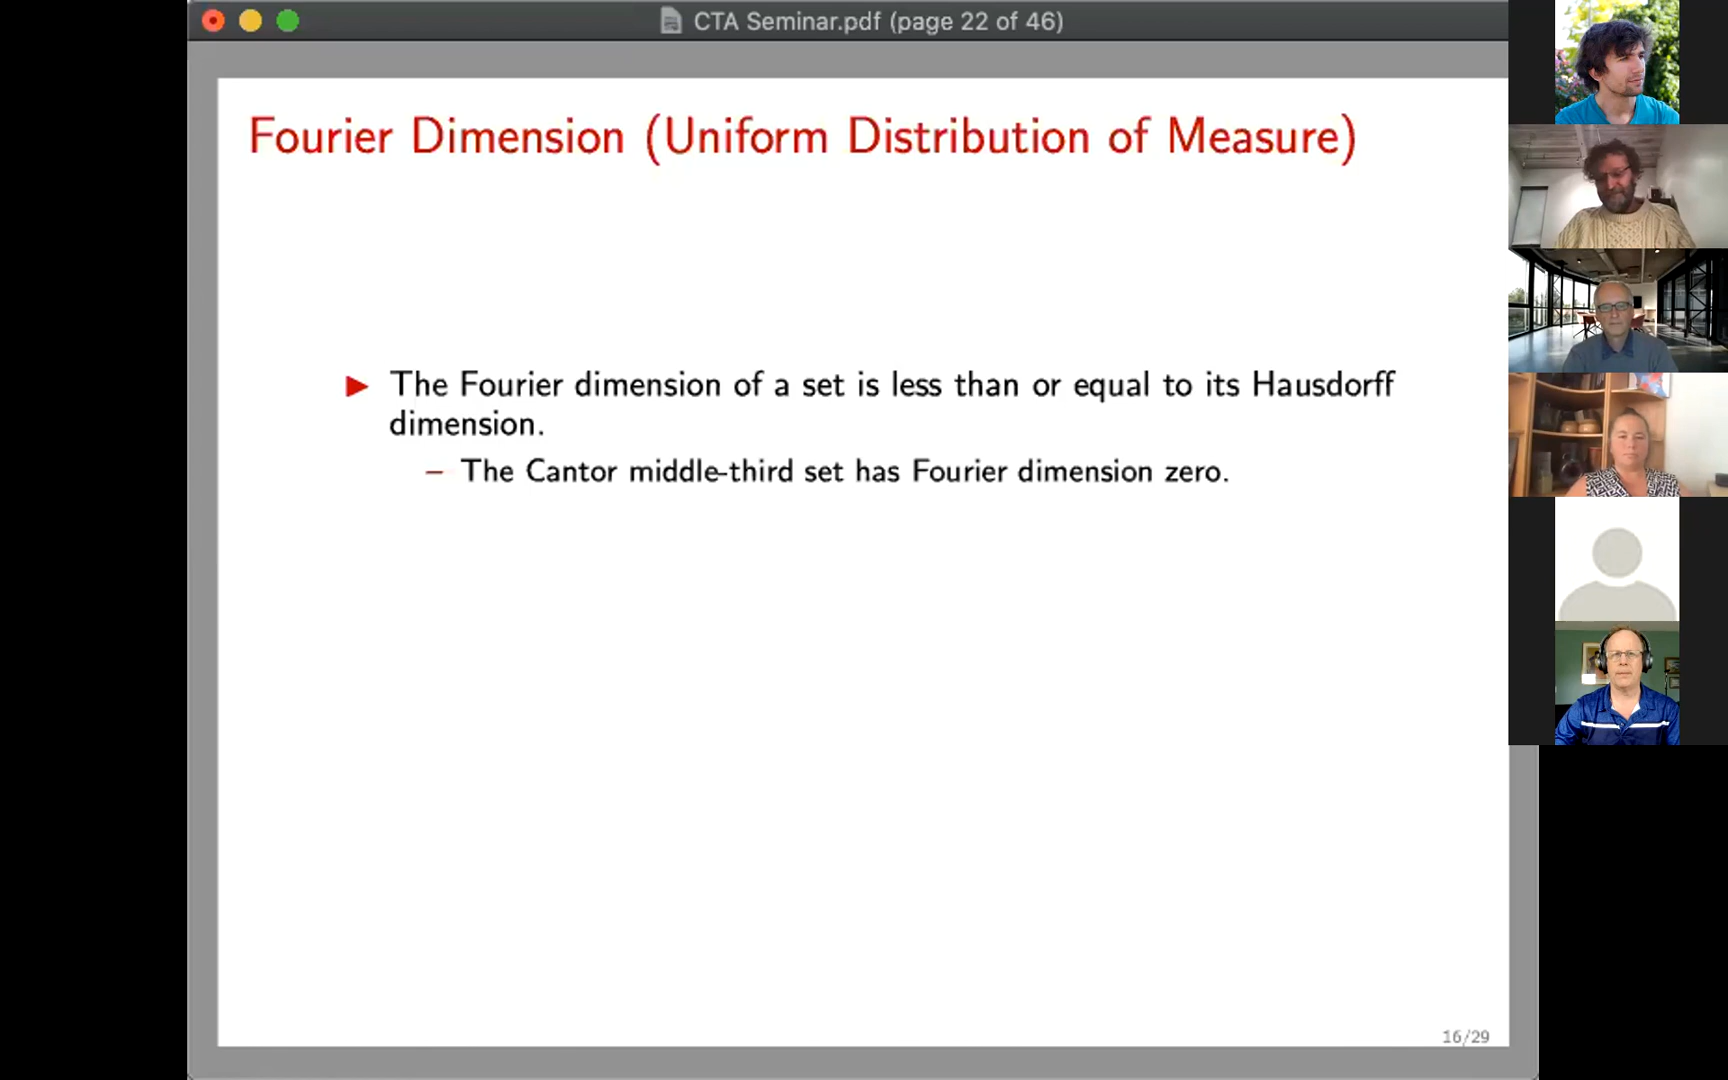 CTA Seminar.pdf (page 22 of 46)
Fourier Dimension (Uniform Distribution of Measure)
▶ The Fourier dimension of a set is less than or equal to its Hausdorff
dimension.
– The Cantor middle-third set has Fourier dimension zero.
16/29